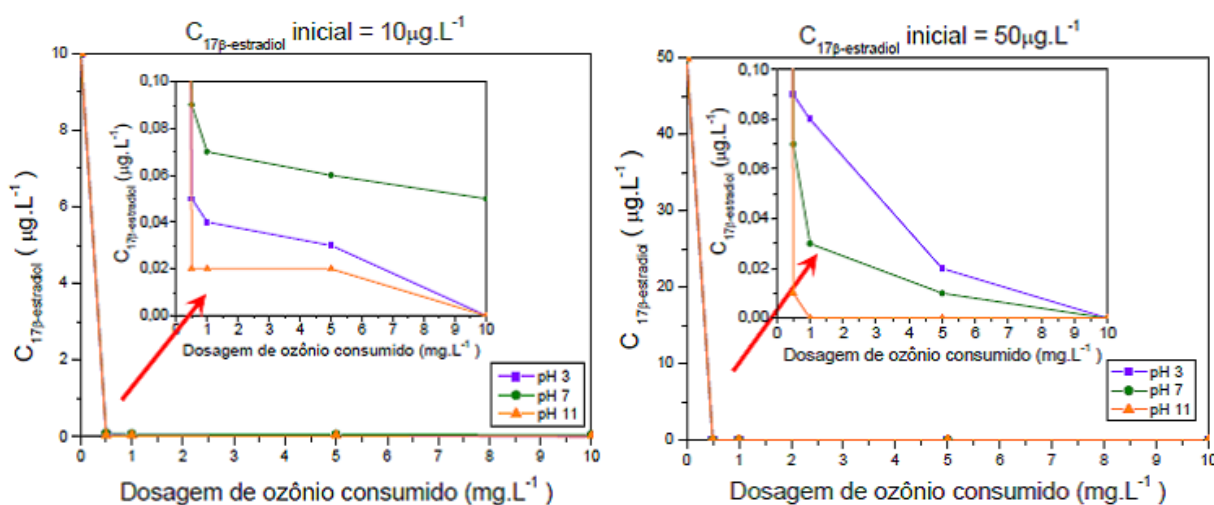 C17β-estradiol inicial = 10µg.L-1
10
8
6
4
2
0
C17β-estradiol ( µg.L-1)
0,10
0,08
0,06
0,04
0,02
0,00
C17β-estradiol (µg.L-1)
0 1 2 3 4 5 6 7 8 9 10
Dosagem de ozônio consumido (mg.L-1)
pH 3
pH 7
pH 11
0 1 2 3 4 5 6 7 8 9 10
Dosagem de ozônio consumido (mg.L-1)
C17β-estradiol inicial = 50µg.L-1
50
40
30
20
10
0
C17β-estradiol ( µg.L-1)
0,10
0,08
0,06
0,04
0,02
0,00
C17β-estradiol (µg.L-1)
0 1 2 3 4 5 6 7 8 9 10
Dosagem de ozônio consumido (mg.L-1)
pH 3
pH 7
pH 11
0 1 2 3 4 5 6 7 8 9 10
Dosagem de ozônio consumido (mg.L-1)